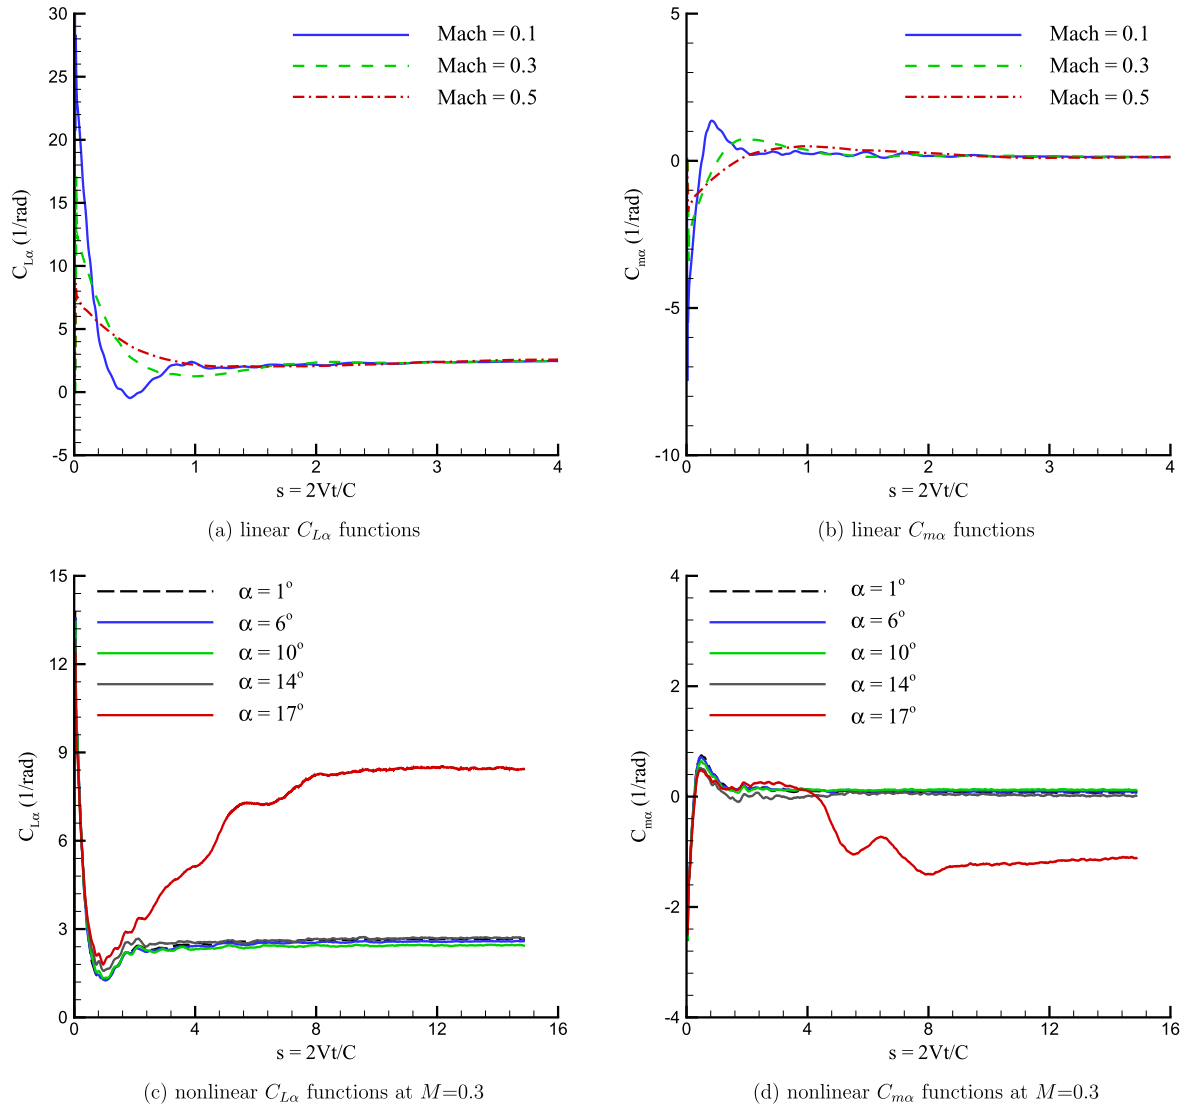 30
25
20
15
10
5
0
-5
0 1 2 3 4
C_Lα (1/rad)
s = 2Vt/C
Mach = 0.1
Mach = 0.3
Mach = 0.5
(a) linear C_Lα functions
5
0
-5
-10
0 1 2 3 4
C_mα (1/rad)
s = 2Vt/C
Mach = 0.1
Mach = 0.3
Mach = 0.5
(b) linear C_mα functions
15
12
9
6
3
0
0 4 8 12 16
C_Lα (1/rad)
s = 2Vt/C
α = 1°
α = 6°
α = 10°
α = 14°
α = 17°
(c) nonlinear C_Lα functions at M=0.3
4
2
0
-2
-4
0 4 8 12 16
C_mα (1/rad)
s = 2Vt/C
α = 1°
α = 6°
α = 10°
α = 14°
α = 17°
(d) nonlinear C_mα functions at M=0.3